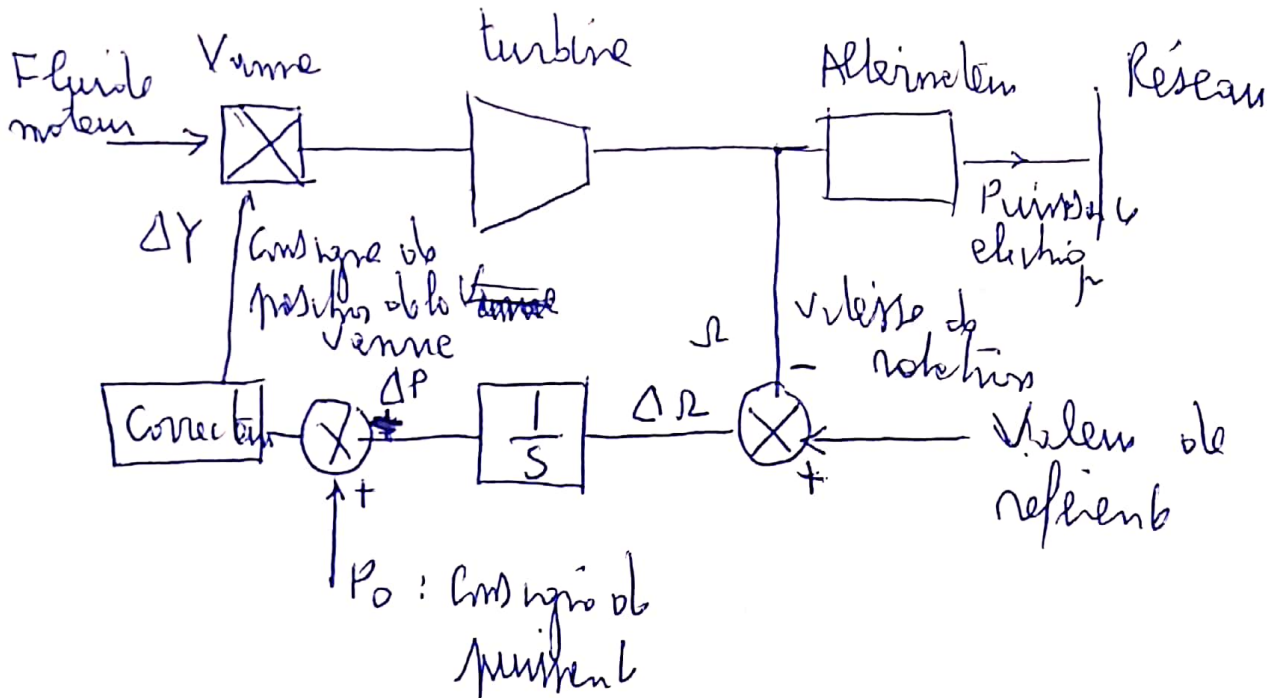 Fluide
moteur
Vanne
turbine
Alternateur
Réseau
Puissance
ΔY
Consigne de
position de la
Vanne
Ω
vitesse de
rotation
-
ΔP
+
Correcteur
1
S
ΔΩ
+
Valeur de
référence
+
P0 : Consigne de
puissance